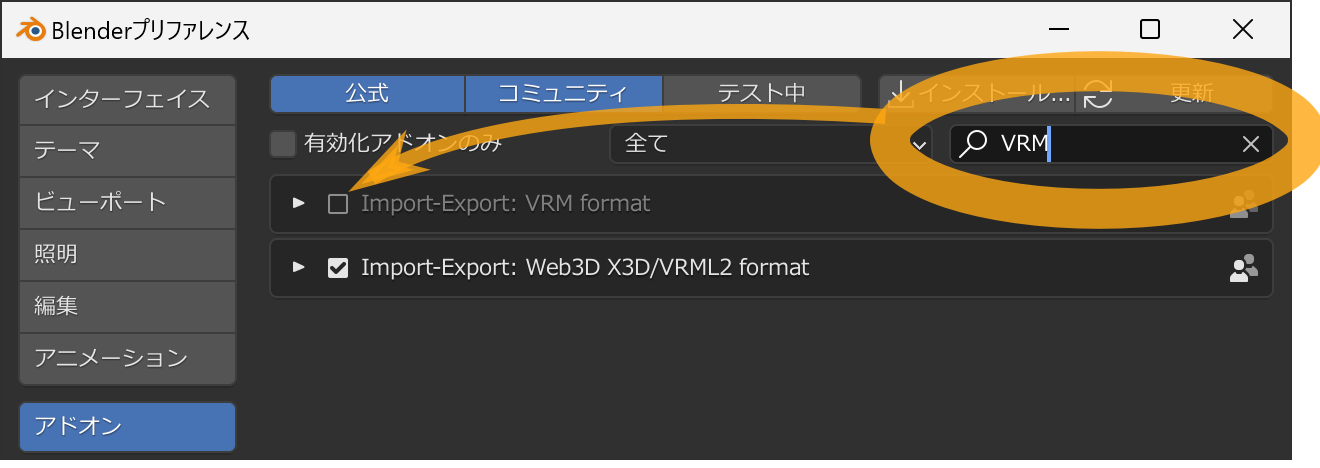 Blenderプリファレンス
インターフェイス
テーマ
ビューポート
照明
編集
アニメーション
アドオン
公式 コミュニティ テスト中 インストール... 更新
有効化アドオンのみ 全て VRM
Import-Export: VRM format
Import-Export: Web3D X3D/VRML2 format